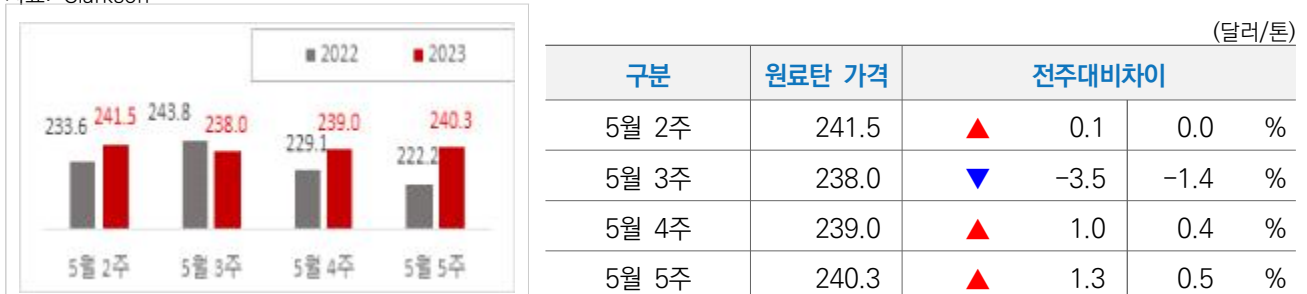 2022 2023
233.6 241.5 243.8 238.0 229.1 239.0 222.2 240.3
5월 2주 5월 3주 5월 4주 5월 5주
(달러/톤)
구분 원료탄 가격 전주대비차이
5월 2주 241.5 ▲ 0.1 0.0 %
5월 3주 238.0 ▼ -3.5 -1.4 %
5월 4주 239.0 ▲ 1.0 0.4 %
5월 5주 240.3 ▲ 1.3 0.5 %